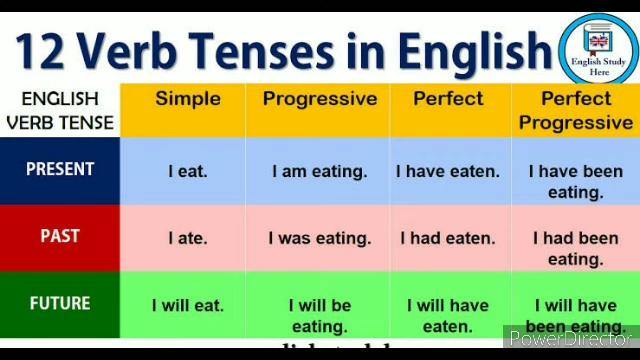 12 Verb Tenses in English
English Study
Here
ENGLISH
VERB TENSE
Simple
Progressive
Perfect
Perfect
Progressive
PRESENT
I eat.
I am eating.
I have eaten.
I have been
eating.
PAST
I ate.
I was eating.
I had eaten.
I had been
eating.
FUTURE
I will eat.
I will be
eating.
I will have
eaten.
I will have
been eating.
PowerDirector